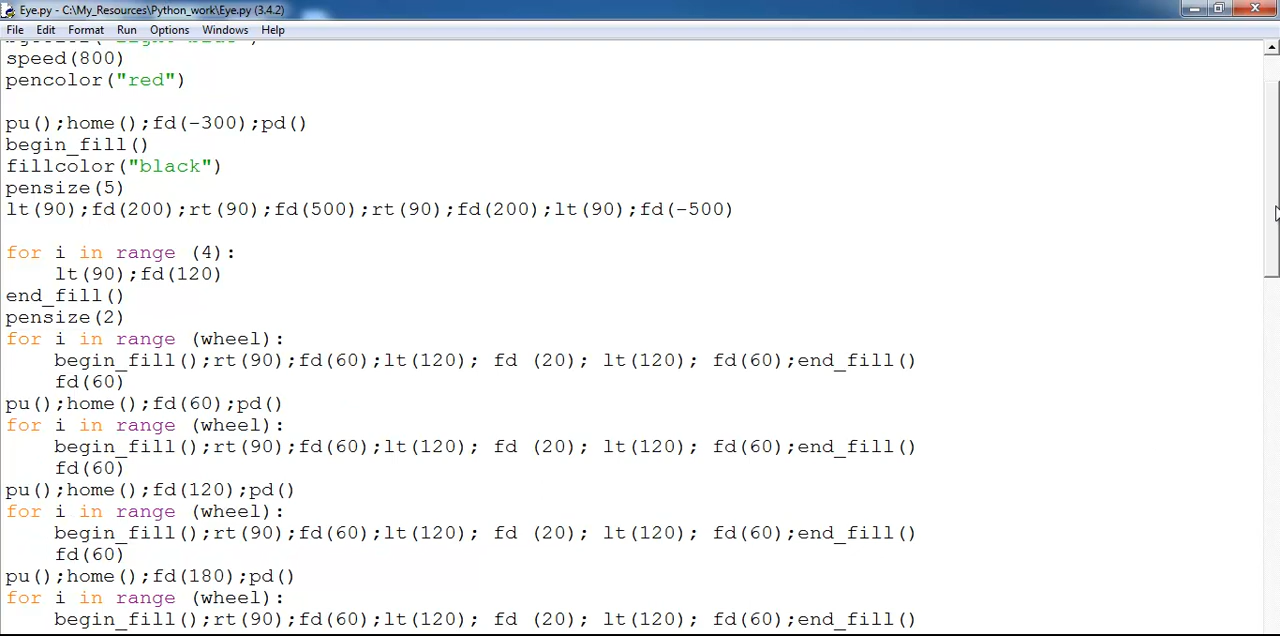 Eye.py - C:\My_Resources\Python_work\Eye.py (3.4.2)
File Edit Format Run Options Windows Help
speed(800)
pencolor("red")
pu();home();fd(-300);pd()
begin_fill()
fillcolor("black")
pensize(5)
lt(90);fd(200);rt(90);fd(500);rt(90);fd(200);lt(90);fd(-500)
for i in range (4):
    lt(90);fd(120)
end_fill()
pensize(2)
for i in range (wheel):
    begin_fill();rt(90);fd(60);lt(120); fd (20); lt(120); fd(60);end_fill()
    fd(60)
pu();home();fd(60);pd()
for i in range (wheel):
    begin_fill();rt(90);fd(60);lt(120); fd (20); lt(120); fd(60);end_fill()
    fd(60)
pu();home();fd(120);pd()
for i in range (wheel):
    begin_fill();rt(90);fd(60);lt(120); fd (20); lt(120); fd(60);end_fill()
    fd(60)
pu();home();fd(180);pd()
for i in range (wheel):
    begin_fill();rt(90);fd(60);lt(120); fd (20); lt(120); fd(60);end_fill()